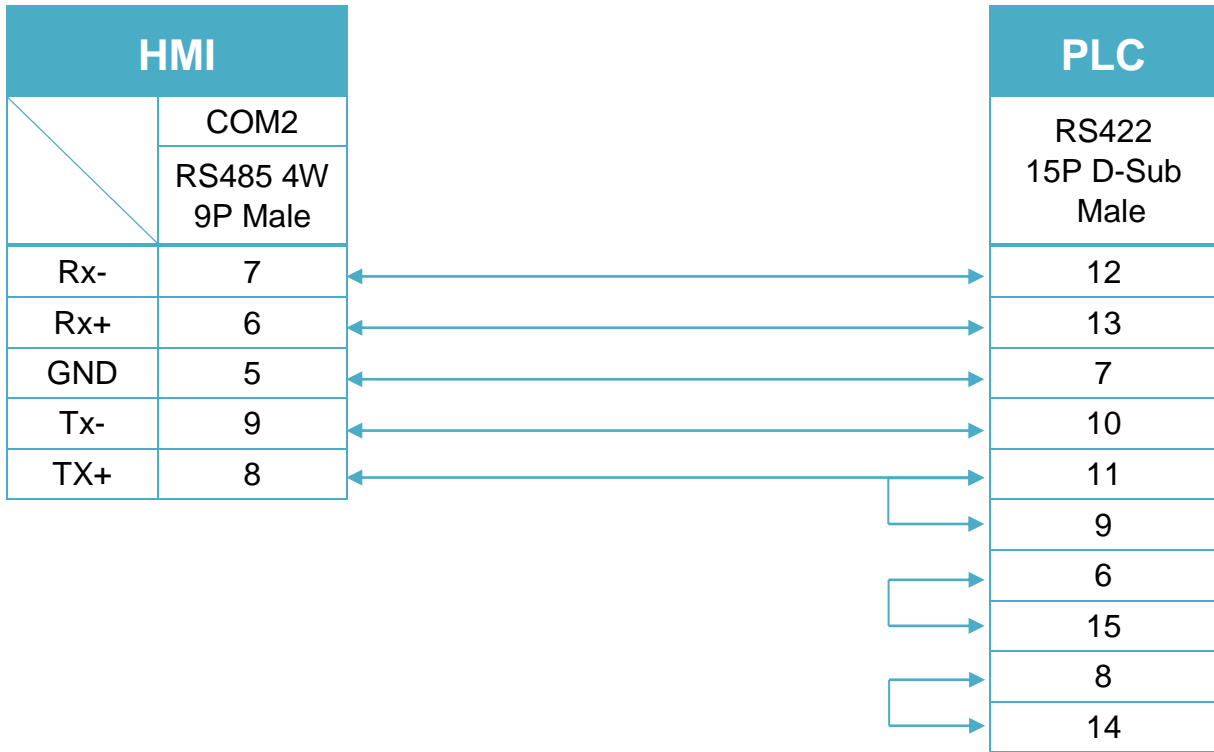 HMI
PLC
COM2
RS485 4W
9P Male
RS422
15P D-Sub
Male
Rx- 7 12
Rx+ 6 13
GND 5 7
Tx- 9 10
TX+ 8 11
9
6
15
8
14